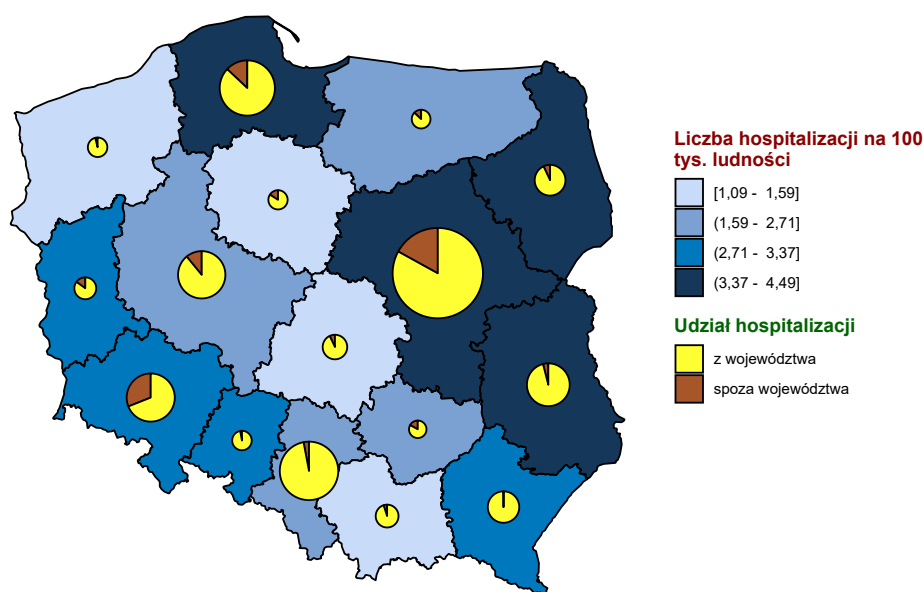 Liczba hospitalizacji na 100
tys. ludności
[1,09 - 1,59]
(1,59 - 2,71]
(2,71 - 3,37]
(3,37 - 4,49]
Udział hospitalizacji
z województwa
spoza województwa